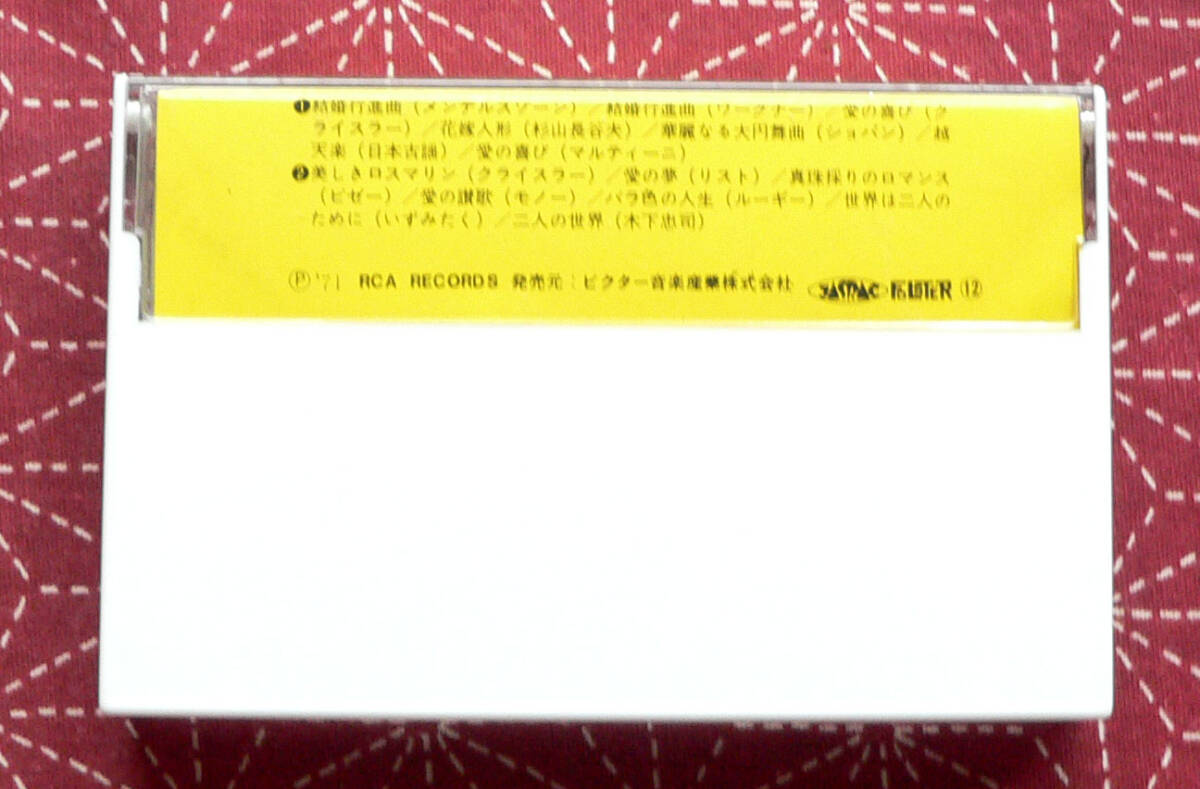 ❶結婚行進曲（メンデルスゾーン）／結婚行進曲（ワーグナー）／愛の喜び（ク
ライスラー）／花嫁人形（杉山長谷夫）／華麗なる大円舞曲（ショパン）／越
天楽（日本古謡）／愛の喜び（マルティーニ）
❷美しきロスマリン（クライスラー）／愛の夢（リスト）／真珠採りのロマンス
（ビゼー）／愛の讃歌（モノー）／バラ色の人生（ルーギー）／世界は二人の
ために（いずみたく）／二人の世界（木下忠司）
Ⓟ'71 RCA RECORDS 発売元：ビクター音楽産業株式会社 JASRAC ⑫